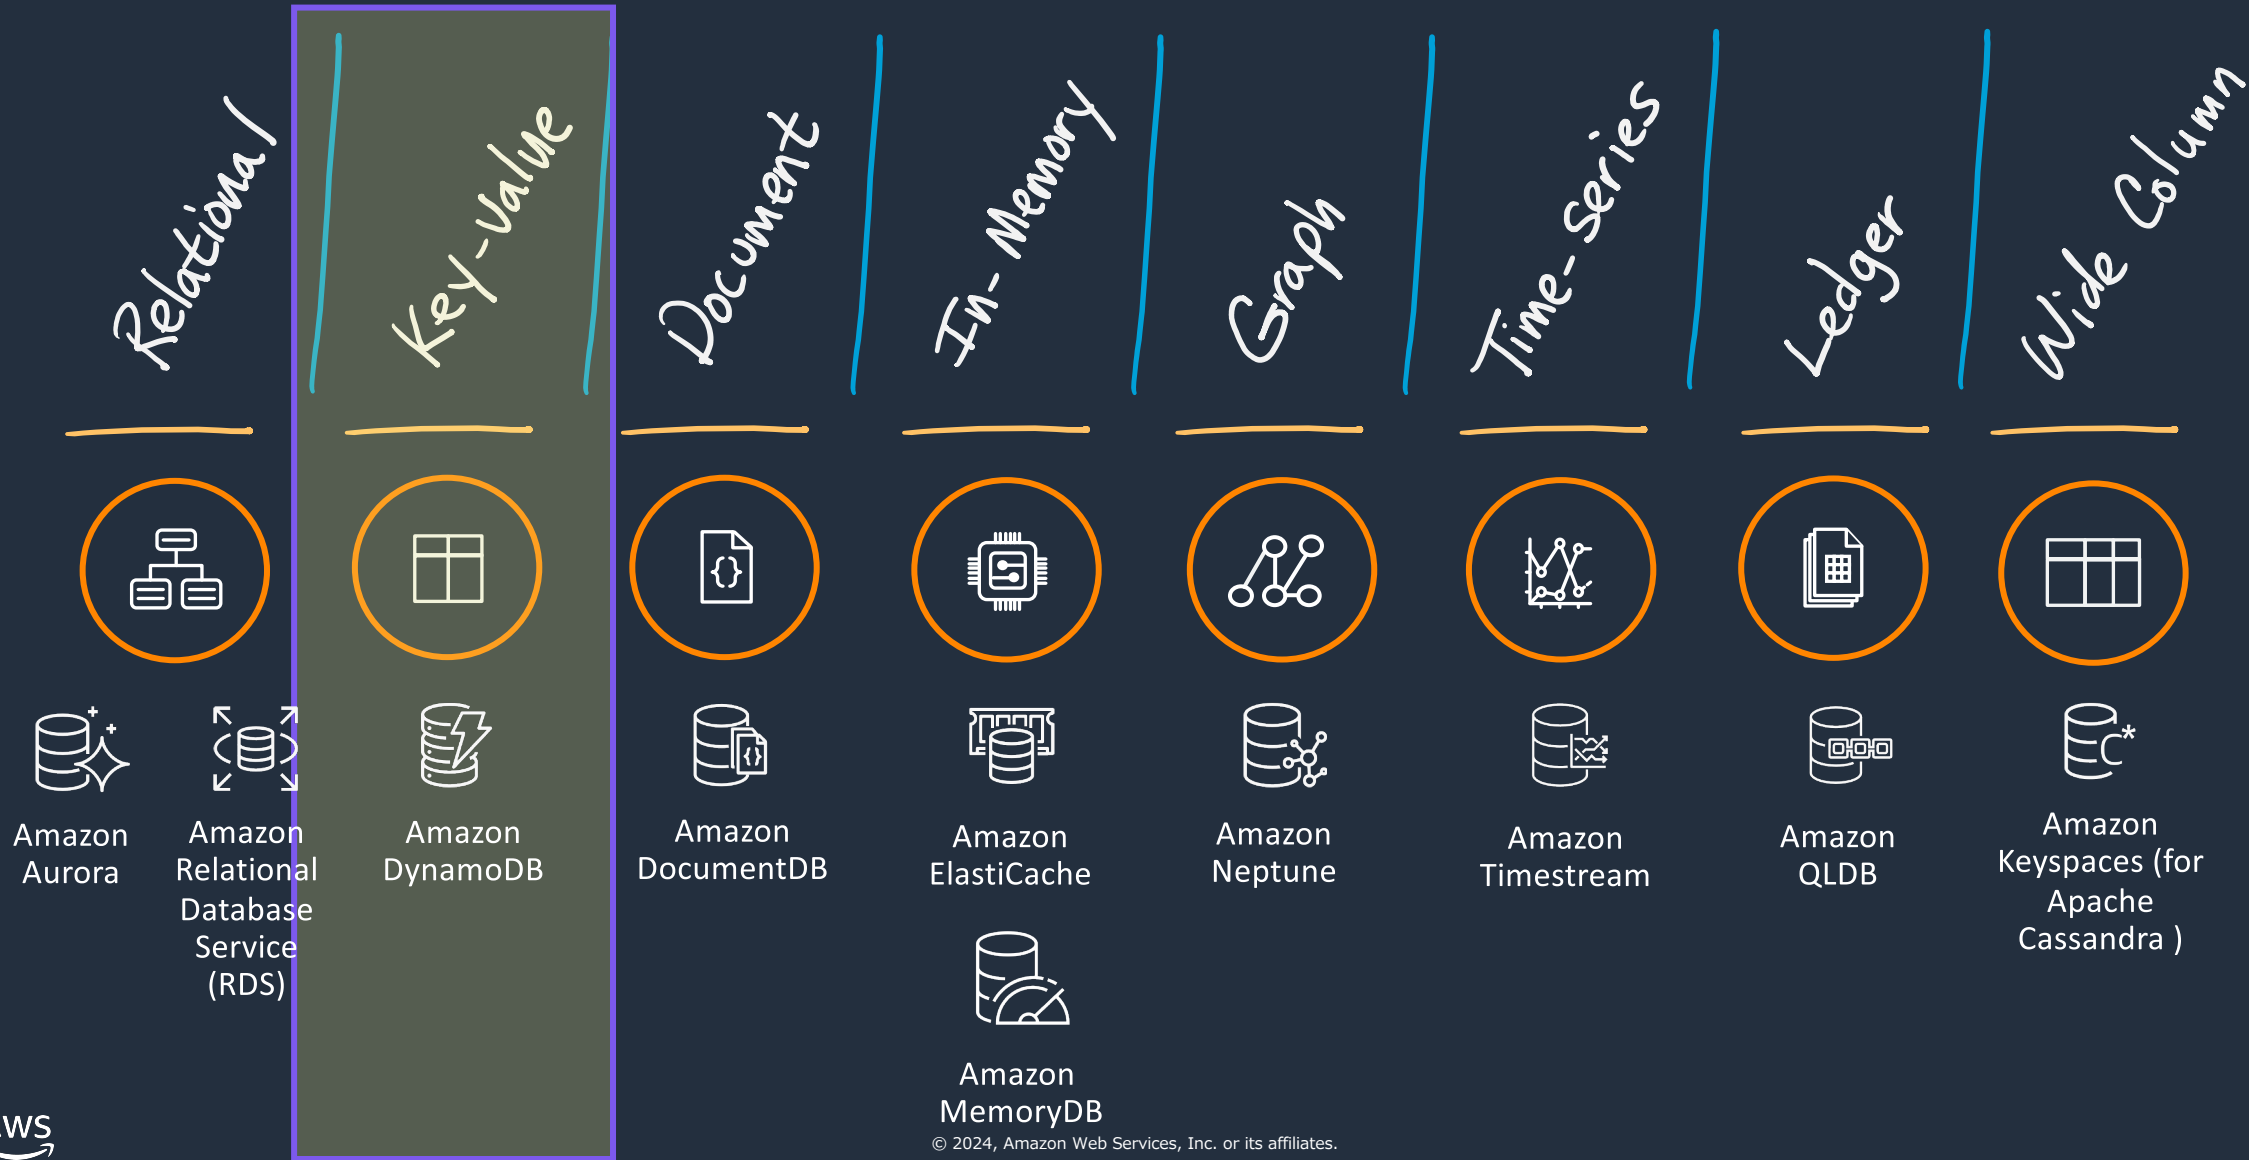 Relational
Key-value
Document
In-Memory
Graph
Time-series
Ledger
Wide Column
{}
Amazon
Aurora
Amazon
Relational
Database
Service
(RDS)
Amazon
DynamoDB
{}
Amazon
DocumentDB
Amazon
ElastiCache
Amazon
MemoryDB
Amazon
Neptune
Amazon
Timestream
Amazon
QLDB
C*
Amazon
Keyspaces (for
Apache
Cassandra )
ws
© 2024, Amazon Web Services, Inc. or its affiliates.